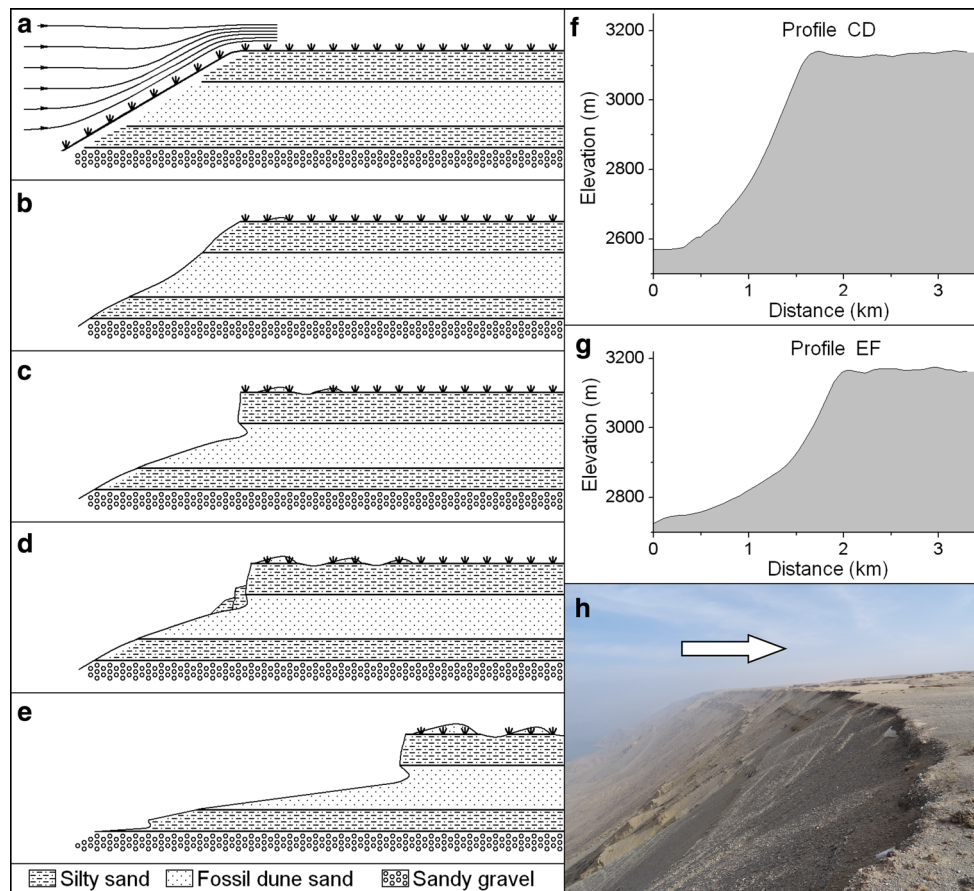 a
b
c
d
e
Silty sand Fossil dune sand Sandy gravel
f
Profile CD
Elevation (m)
3200
3000
2800
2600
0 1 2 3
Distance (km)
g
Profile EF
Elevation (m)
3200
3000
2800
0 1 2 3
Distance (km)
h